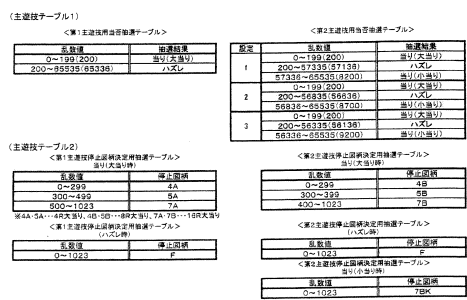 (主遊技テーブル1)
<第1主遊技用当否抽選テーブル>
乱数値 抽選結果
0~199(200) 当り(大当り)
200~65535(65336) ハズレ
<第2主遊技用当否抽選テーブル>
設定 乱数値 抽選結果
1
0~199(200) 当り(大当り)
200~57335(57136) ハズレ
57336~65535(8200) 当り(小当り)
2
0~199(200) 当り(大当り)
200~56835(56636) ハズレ
56836~65535(8700) 当り(小当り)
3
0~199(200) 当り(大当り)
200~56335(56136) ハズレ
56336~65535(9200) 当り(小当り)
(主遊技テーブル2)
<第1主遊技停止図柄決定用抽選テーブル>
当り(大当り時)
乱数値 停止図柄
0~299 4A
300~499 5A
500~1023 7A
※4A・5A・・・4R大当り、4B・5B・・・8R大当り、7A・7B・・・16R大当り
<第1主遊技停止図柄決定用抽選テーブル>
(ハズレ時)
乱数値 停止図柄
0~1023 F
<第2主遊技停止図柄決定用抽選テーブル>
当り(大当り時)
乱数値 停止図柄
0~299 4B
300~399 5B
400~1023 7B
<第2主遊技停止図柄決定用抽選テーブル>
(ハズレ時)
乱数値 停止図柄
0~1023 F
<第2主遊技停止図柄決定用抽選テーブル>
当り(小当り時)
乱数値 停止図柄
0~1023 7BK